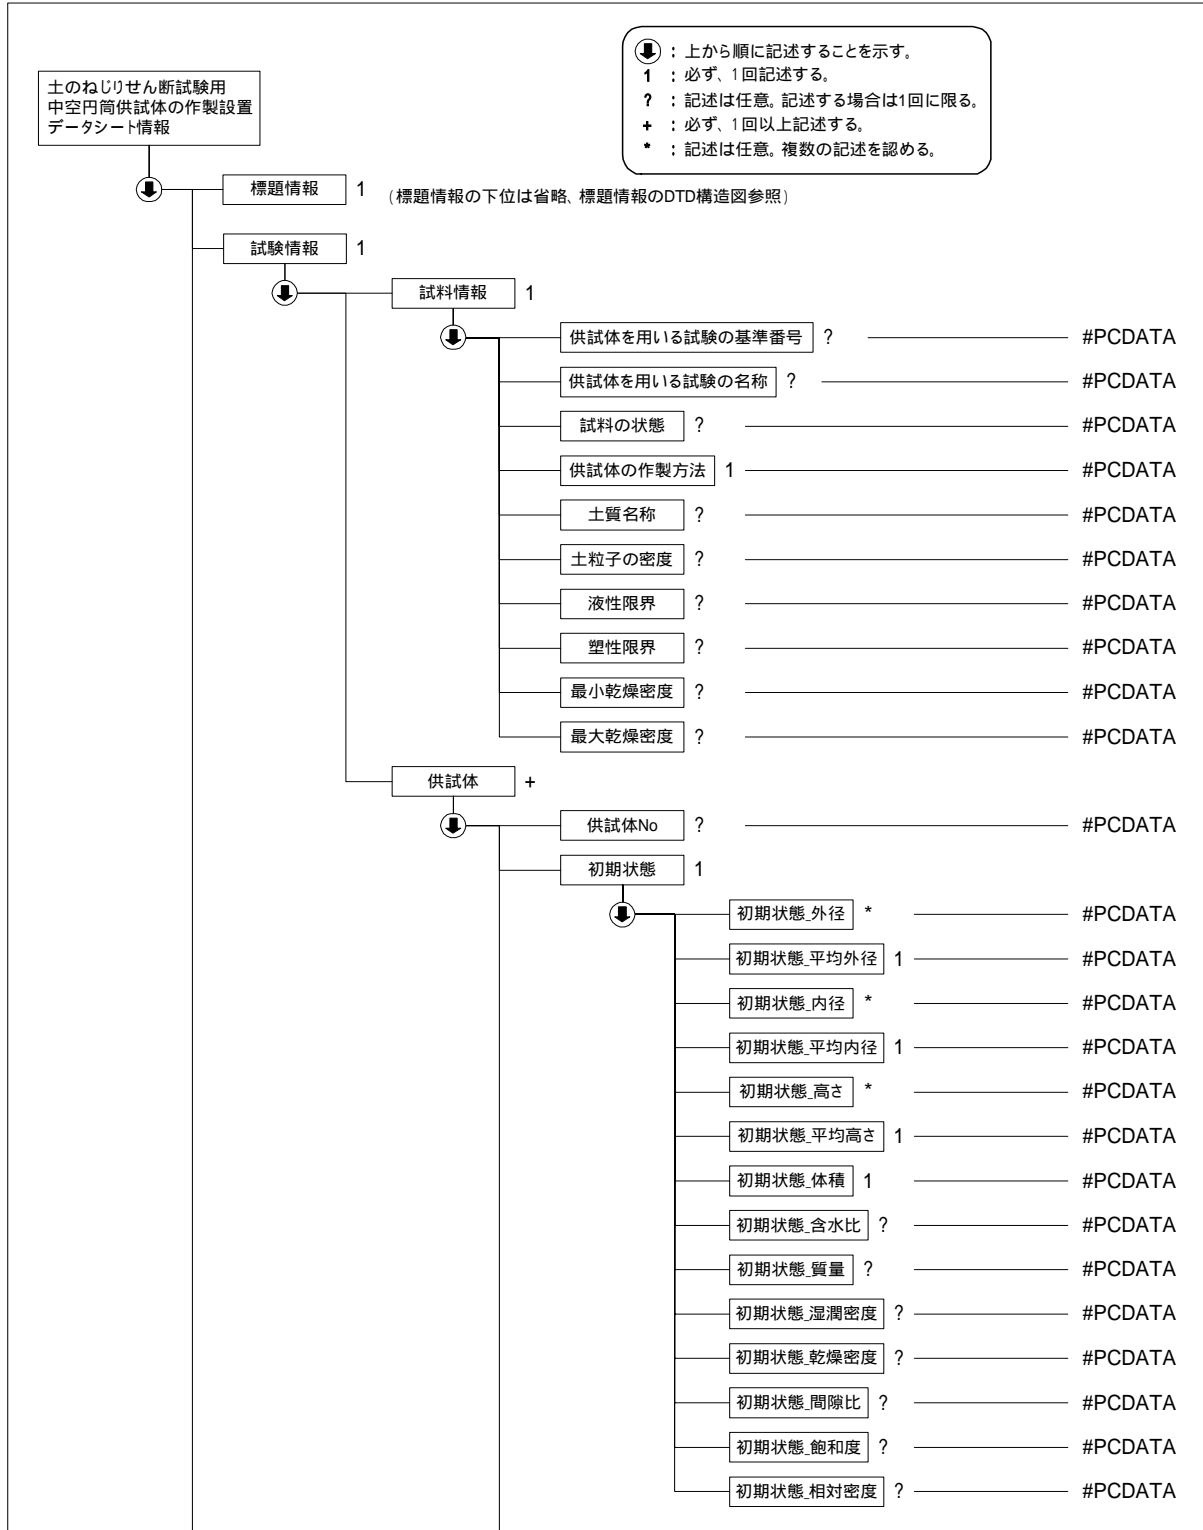 ：上から順に記述することを示す。
1 ：必ず、1回記述する。
? ：記述は任意。記述する場合は1回に限る。
+ ：必ず、1回以上記述する。
* ：記述は任意。複数の記述を認める。
土のねじりせん断試験用
中空円筒供試体の作製設置
データシート情報
標題情報 1 (標題情報の下位は省略、標題情報のDTD構造図参照)
試験情報 1
試料情報 1
供試体を用いる試験の基準番号 ? #PCDATA
供試体を用いる試験の名称 ? #PCDATA
試料の状態 ? #PCDATA
供試体の作製方法 1 #PCDATA
土質名称 ? #PCDATA
土粒子の密度 ? #PCDATA
液性限界 ? #PCDATA
塑性限界 ? #PCDATA
最小乾燥密度 ? #PCDATA
最大乾燥密度 ? #PCDATA
供試体 +
供試体No ? #PCDATA
初期状態 1
初期状態_外径 * #PCDATA
初期状態_平均外径 1 #PCDATA
初期状態_内径 * #PCDATA
初期状態_平均内径 1 #PCDATA
初期状態_高さ * #PCDATA
初期状態_平均高さ 1 #PCDATA
初期状態_体積 1 #PCDATA
初期状態_含水比 ? #PCDATA
初期状態_質量 ? #PCDATA
初期状態_湿潤密度 ? #PCDATA
初期状態_乾燥密度 ? #PCDATA
初期状態_間隙比 ? #PCDATA
初期状態_飽和度 ? #PCDATA
初期状態_相対密度 ? #PCDATA